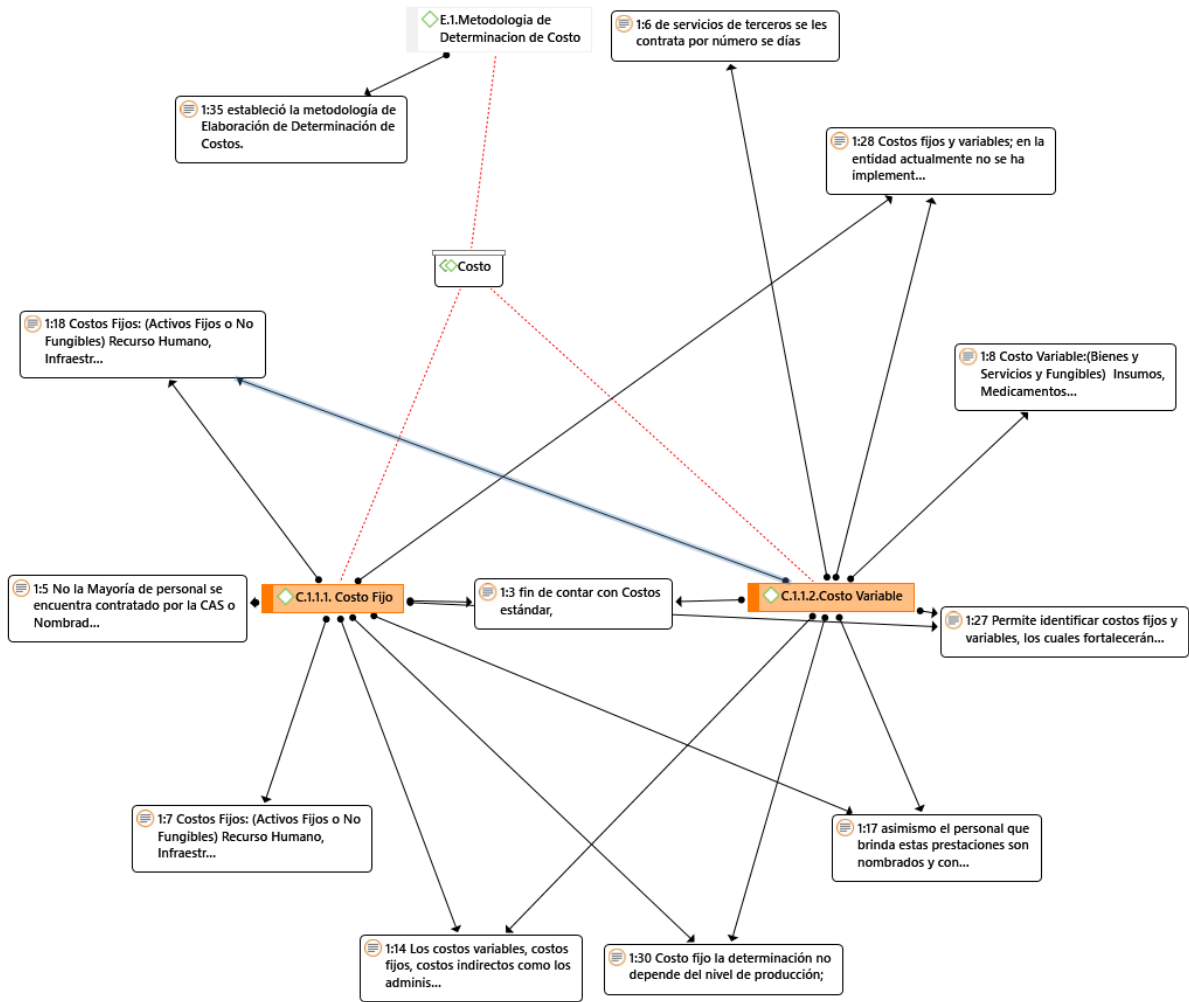 E.1.Metodologia de
Determinacion de Costo
1:6 de servicios de terceros se les
contrata por número se días
1:35 estableció la metodología de
Elaboración de Determinación de
Costos.
1:28 Costos fijos y variables; en la
entidad actualmente no se ha
implement...
Costo
1:18 Costos Fijos: (Activos Fijos o No
Fungibles) Recurso Humano,
Infraestr...
1:8 Costo Variable:(Bienes y
Servicios y Fungibles)  Insumos,
Medicamentos...
1:5 No la Mayoría de personal se
encuentra contratado por la CAS o
Nombrad...
C.1.1.1. Costo Fijo
1:3 fin de contar con Costos
estándar,
C.1.1.2.Costo Variable
1:27 Permite identificar costos fijos y
variables, los cuales fortalecerán...
1:7 Costos Fijos: (Activos Fijos o No
Fungibles) Recurso Humano,
Infraestr...
1:17 asimismo el personal que
brinda estas prestaciones son
nombrados y con...
1:14 Los costos variables, costos
fijos, costos indirectos como los
adminis...
1:30 Costo fijo la determinación no
depende del nivel de producción;